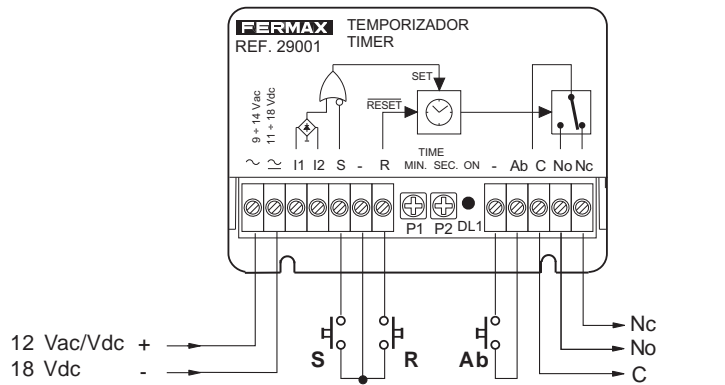 FERMAX TEMPORIZADOR
REF. 29001 TIMER
9 ÷ 14 Vac
11 ÷ 18 Vdc
SET
RESET
TIME
I1 I2 S - R MIN. SEC. ON - Ab C No Nc
P1 P2 DL1
12 Vac/Vdc +
18 Vdc -
S R Ab
Nc
No
C